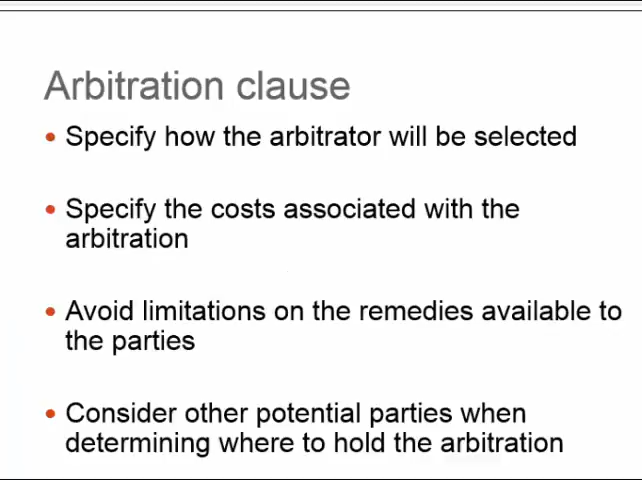 Arbitration clause
• Specify how the arbitrator will be selected
• Specify the costs associated with the
arbitration
• Avoid limitations on the remedies available to
the parties
• Consider other potential parties when
determining where to hold the arbitration